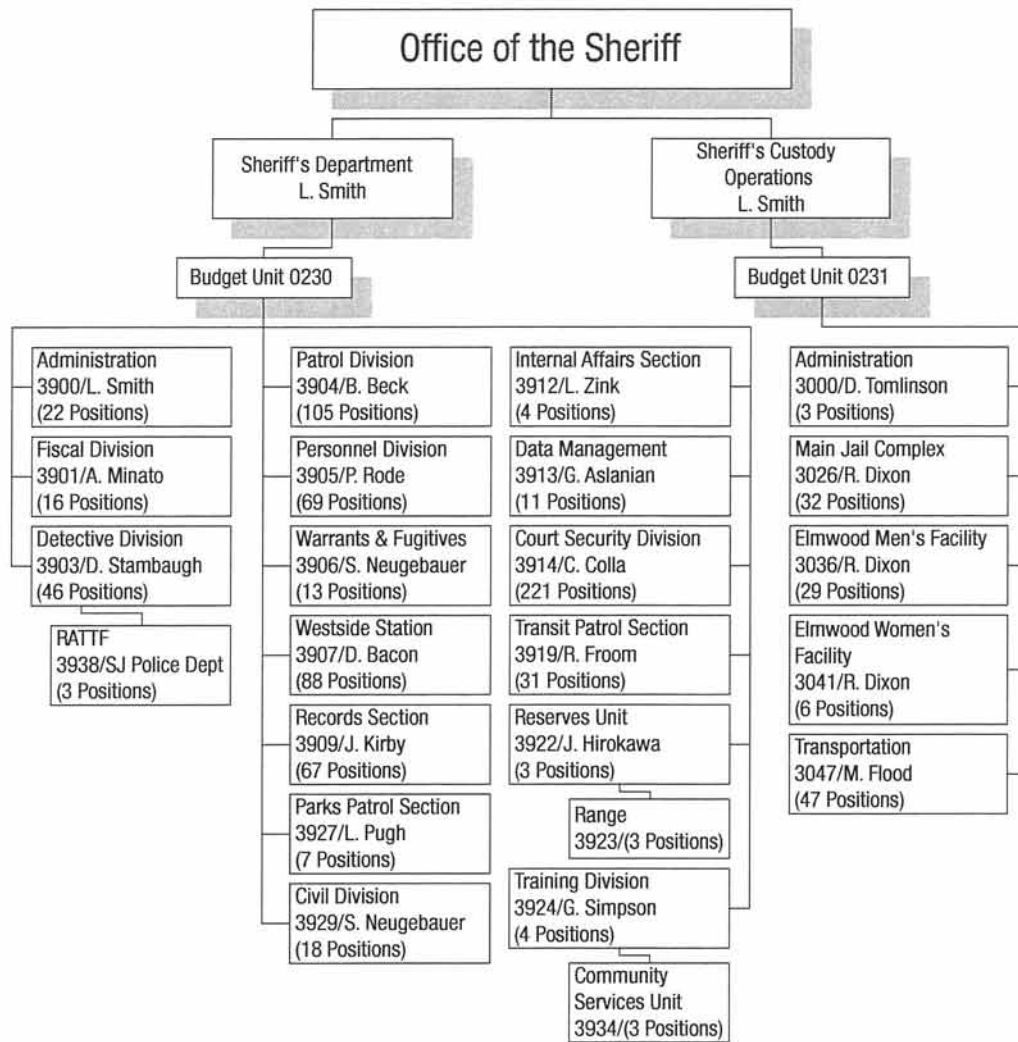 Office of the Sheriff
Sheriff's Department
L. Smith
Sheriff's Custody
Operations
L. Smith
Budget Unit 0230
Budget Unit 0231
Administration
3900/L. Smith
(22 Positions)
Fiscal Division
3901/A. Minato
(16 Positions)
Detective Division
3903/D. Stambaugh
(46 Positions)
RATTF
3938/SJ Police Dept
(3 Positions)
Patrol Division
3904/B. Beck
(105 Positions)
Personnel Division
3905/P. Rode
(69 Positions)
Warrants & Fugitives
3906/S. Neugebauer
(13 Positions)
Westside Station
3907/D. Bacon
(88 Positions)
Records Section
3909/J. Kirby
(67 Positions)
Parks Patrol Section
3927/L. Pugh
(7 Positions)
Civil Division
3929/S. Neugebauer
(18 Positions)
Internal Affairs Section
3912/L. Zink
(4 Positions)
Data Management
3913/G. Aslanian
(11 Positions)
Court Security Division
3914/C. Colla
(221 Positions)
Transit Patrol Section
3919/R. Froom
(31 Positions)
Reserves Unit
3922/J. Hirokawa
(3 Positions)
Range
3923/(3 Positions)
Training Division
3924/G. Simpson
(4 Positions)
Community
Services Unit
3934/(3 Positions)
Administration
3000/D. Tomlinson
(3 Positions)
Main Jail Complex
3026/R. Dixon
(32 Positions)
Elmwood Men's Facility
3036/R. Dixon
(29 Positions)
Elmwood Women's
Facility
3041/R. Dixon
(6 Positions)
Transportation
3047/M. Flood
(47 Positions)